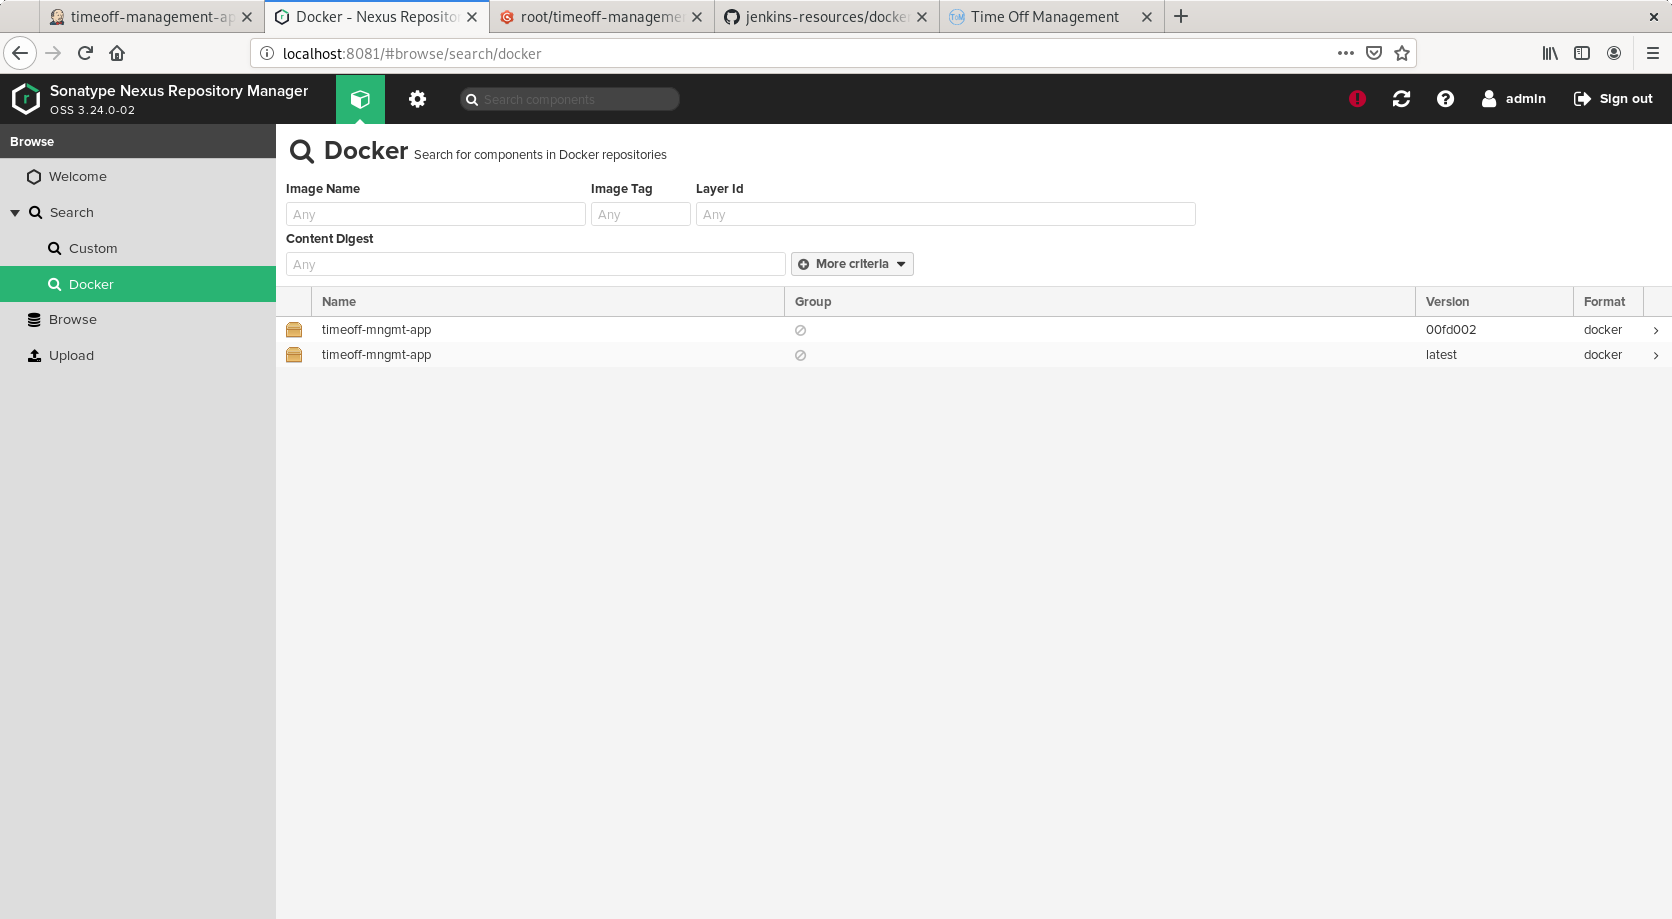 timeoff-management-ap
Docker - Nexus Reposito
root/timeoff-manageme
jenkins-resources/docke
Time Off Management
localhost:8081/#browse/search/docker
Sonatype Nexus Repository Manager
OSS 3.24.0-02
Search components
admin
Sign out
Browse
Welcome
Search
Custom
Docker
Browse
Upload
Docker Search for components in Docker repositories
Image Name Image Tag Layer Id
Any Any Any
Content Digest
Any More criteria
Name Group Version Format
timeoff-mngmt-app 00fd002 docker
timeoff-mngmt-app latest docker